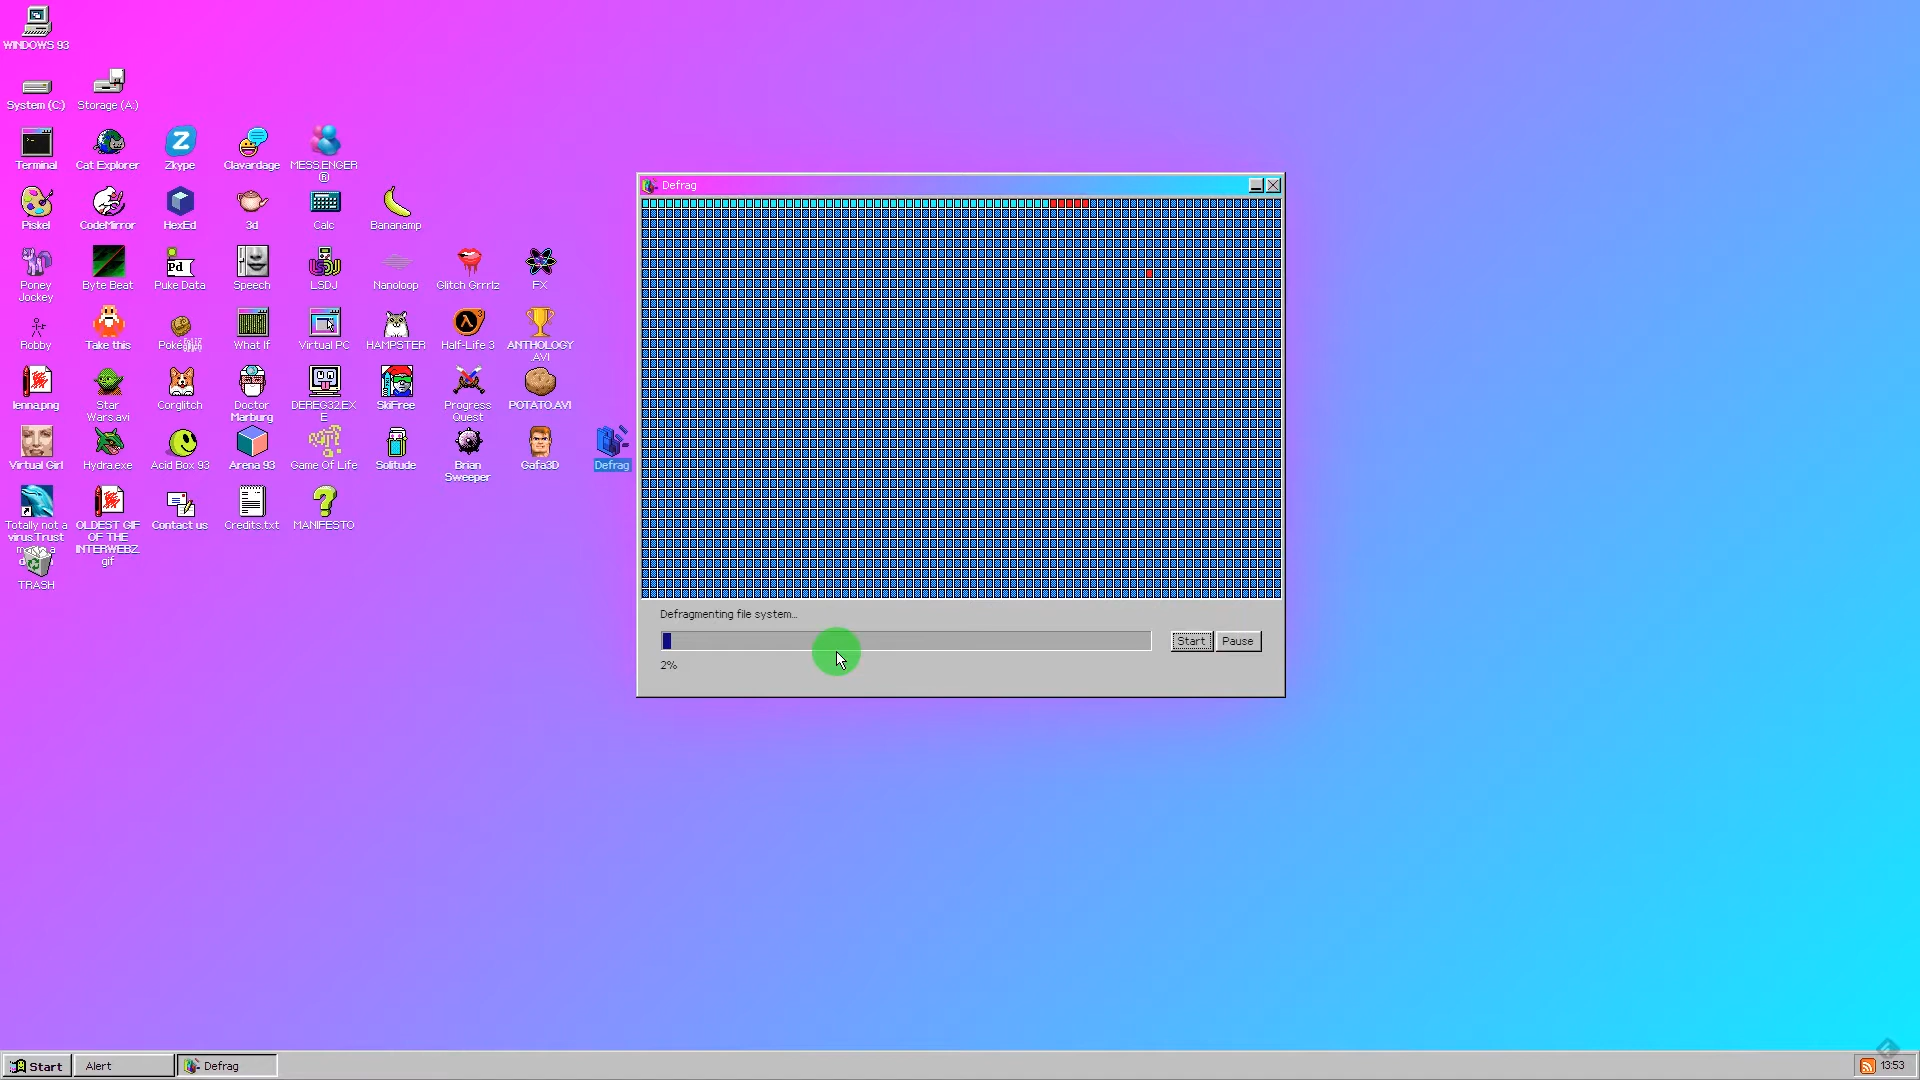 WINDOWS 93
System (C:)
Storage (A:)
Terminal
Cat Explorer
Zkype
Clavardage
MESSENGER
®
Piskel
CodeMirror
HexEd
3d
Calc
Bananamp
Poney
Jockey
Byte Beat
Puke Data
Speech
LSDJ
Nanoloop
Glitch Grrrlz
FX
Robby
Take this
What If
Virtual PC
HAMPSTER
Half-Life 3
ANTHOLOGY
.AVI
lenna.png
Star
Wars.avi
Corglitch
Doctor
Marburg
DEREG32.EX
E
SkiFree
Progress
Quest
POTATO.AVI
Virtual Girl
Hydra.exe
Acid Box 93
Arena 93
Game Of Life
Solitude
Brian
Sweeper
Gafa3D
Defrag
Totally not a
virus.Trust
OLDEST GIF
OF THE
INTERWEBZ.
gif
Contact us
Credits.txt
MANIFESTO
TRASH
Defrag
Defragmenting file system...
Start
Pause
2%
Start
Alert
Defrag
13:53